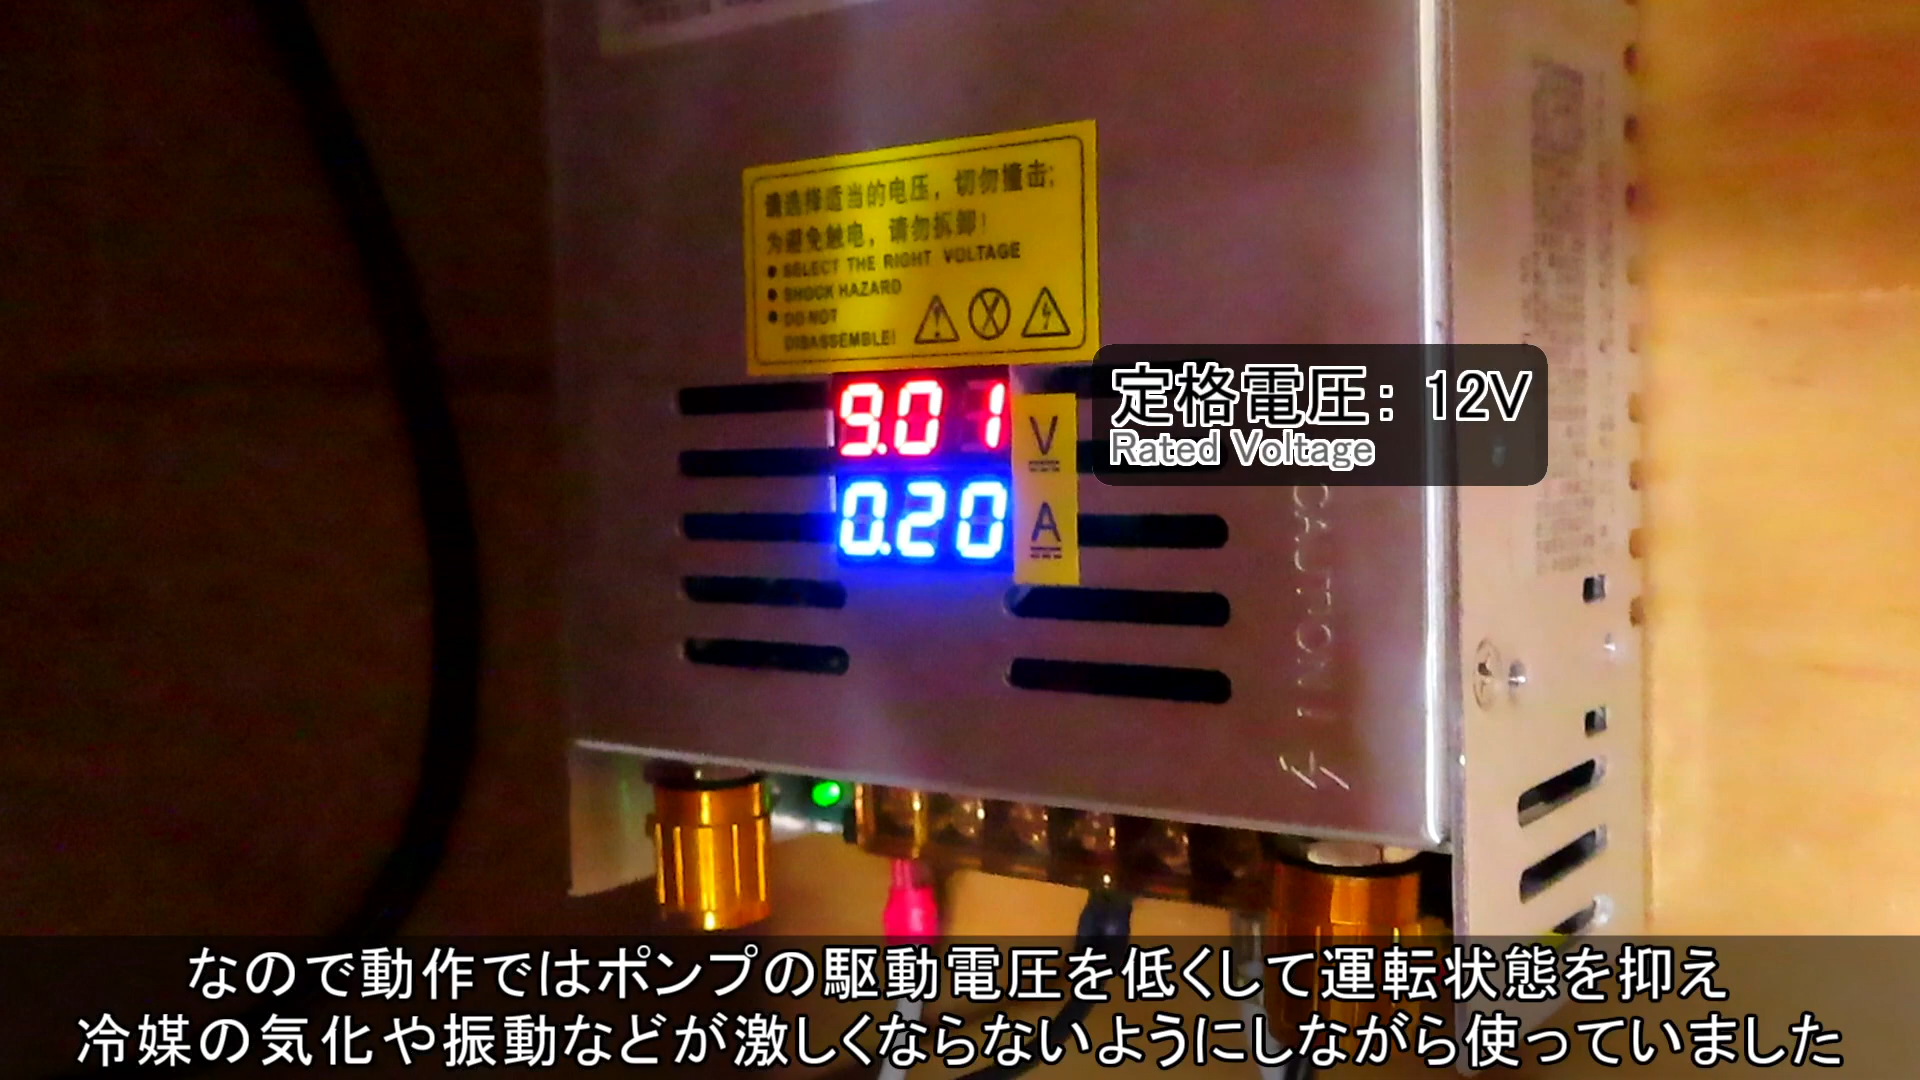 请选择适当的电压，切勿撞击；
为避免触电，请勿拆卸！
● SELECT THE RIGHT VOLTAGE
● SHOCK HAZARD
● DO NOT
DISASSEMBLE!
9.01 V
0.20 A
定格電圧：12V
Rated Voltage
CAUTION!
なので動作ではポンプの駆動電圧を低くして運転状態を抑え
冷媒の気化や振動などが激しくならないようにしながら使っていました